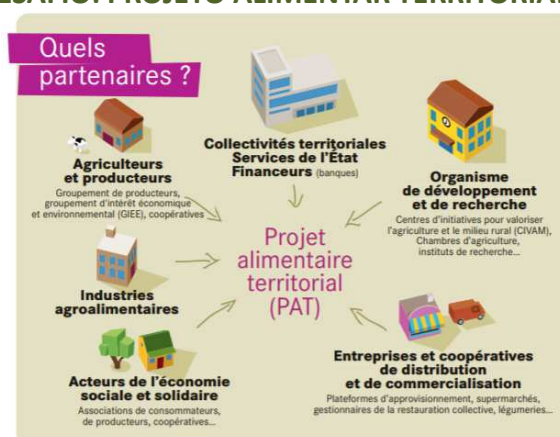 PROJETO ALIMENTAR TERRITORIAL
Quels
partenaires ?
Agriculteurs
et producteurs
Groupement de producteurs,
groupement d'intérêt économique
et environnemental (GIEE), coopératives
Collectivités territoriales
Services de l'État
Financeurs (banques)
Organisme
de développement
et de recherche
Centres d'initiatives pour valoriser
l'agriculture et le milieu rural (CIVAM),
Chambres d'agriculture,
instituts de recherche...
Projet
alimentaire
territorial
(PAT)
Industries
agroalimentaires
Acteurs de l'économie
sociale et solidaire
Associations de consommateurs,
de producteurs, coopératives...
Entreprises et coopératives
de distribution
et de commercialisation
Plateformes d'approvisionnement, supermarchés,
gestionnaires de la restauration collective, légumeries...